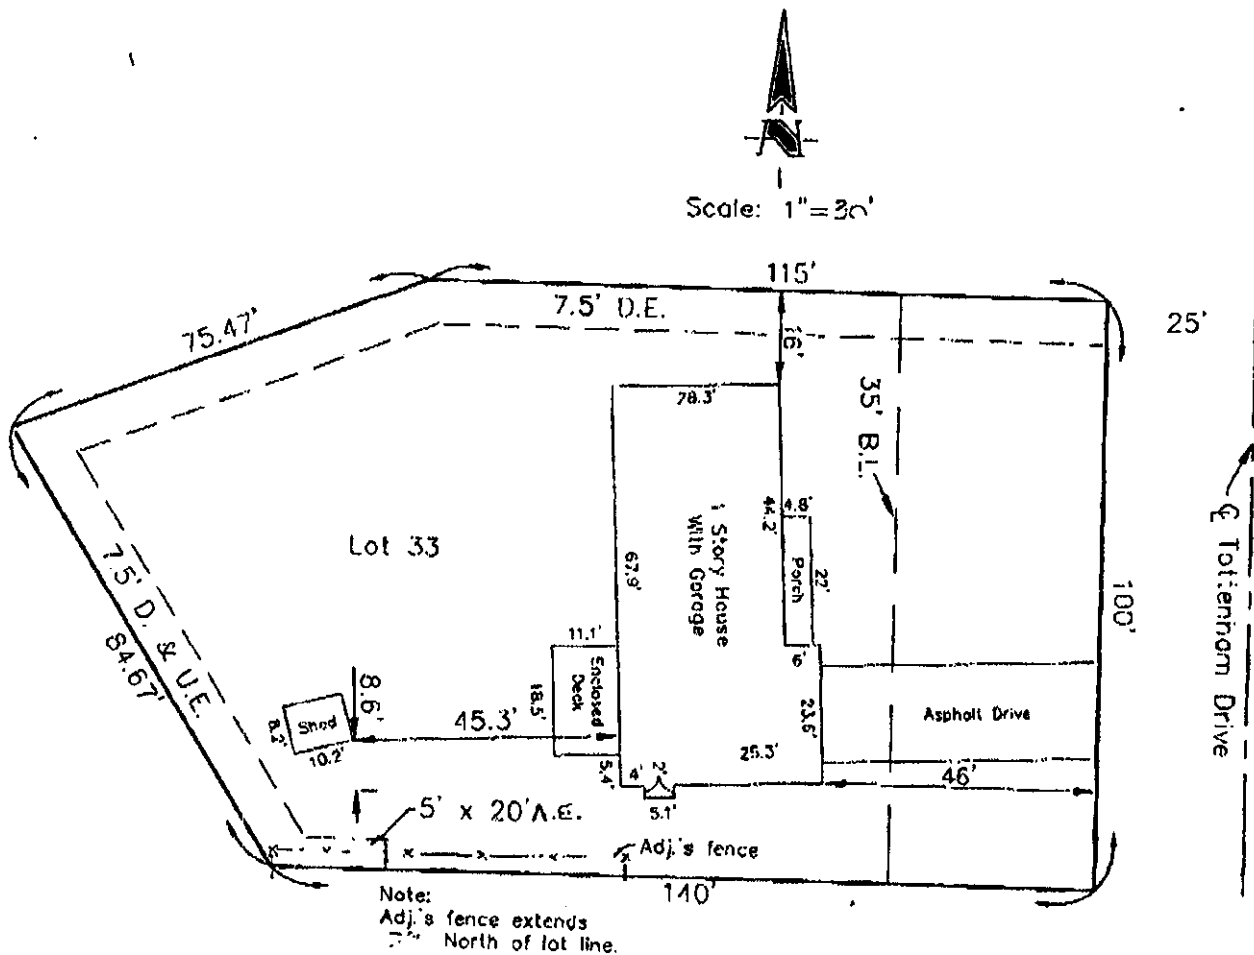 N
Scale: 1"=30'
115'
7.5' D.E.
25'
75.47'
16'
78.3'
35' B.L.
44.2'
4.8'
1 Story House
With Garage
Porch
22'
Lot 33
67.9'
100'
℄ Tottenham Drive
7.5' D. & U.E.
84.67'
11.1'
Enclosed
Deck
18.5'
6'
23.6'
Asphalt Drive
8.6'
Shed
8.2'
10.2'
45.3'
5.4'
4'
2'
5.1'
25.3'
46'
5' x 20' A.E.
Adj.'s fence
140'
Note:
Adj.'s fence extends
North of lot line.